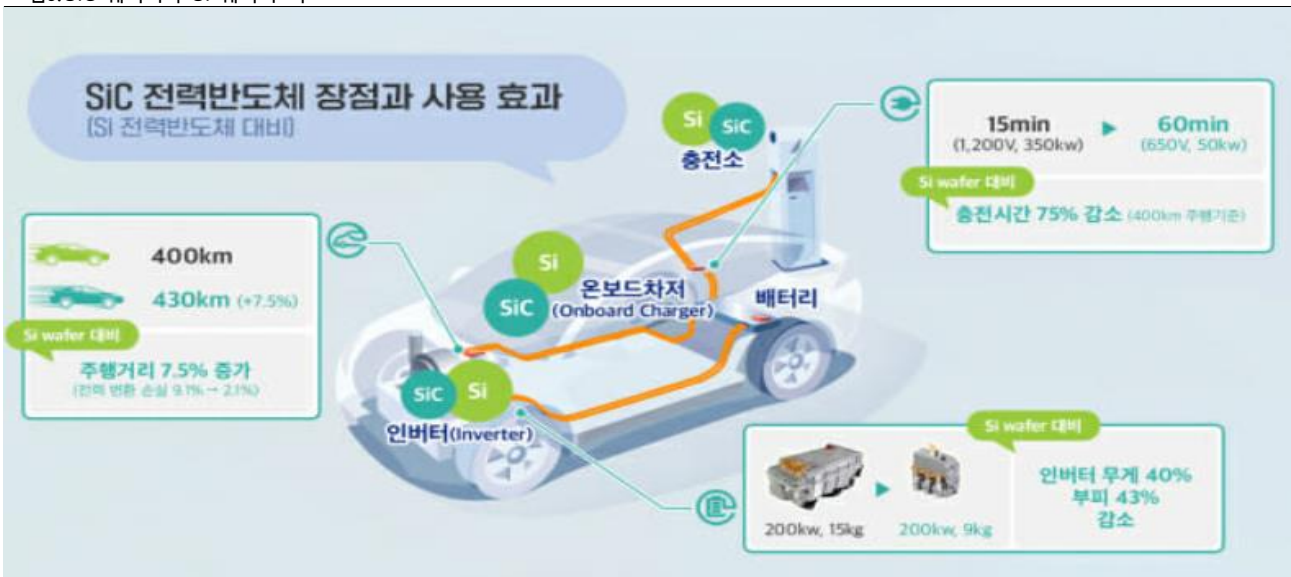 SiC 전력반도체 장점과 사용 효과
(Si 전력반도체 대비)
Si
SiC
충전소
15min
(1,200V, 350kw)
60min
(650V, 50kw)
Si wafer 대비
충전시간 75% 감소 (400km 주행기준)
400km
430km (+7.5%)
Si wafer 대비
주행거리 7.5% 증가
(전력 변환 손실 9.1% → 2.1%)
Si
SiC
온보드차저
(Onboard Charger)
배터리
SiC
Si
인버터(Inverter)
Si wafer 대비
200kw, 15kg
200kw, 9kg
인버터 무게 40%
부피 43%
감소